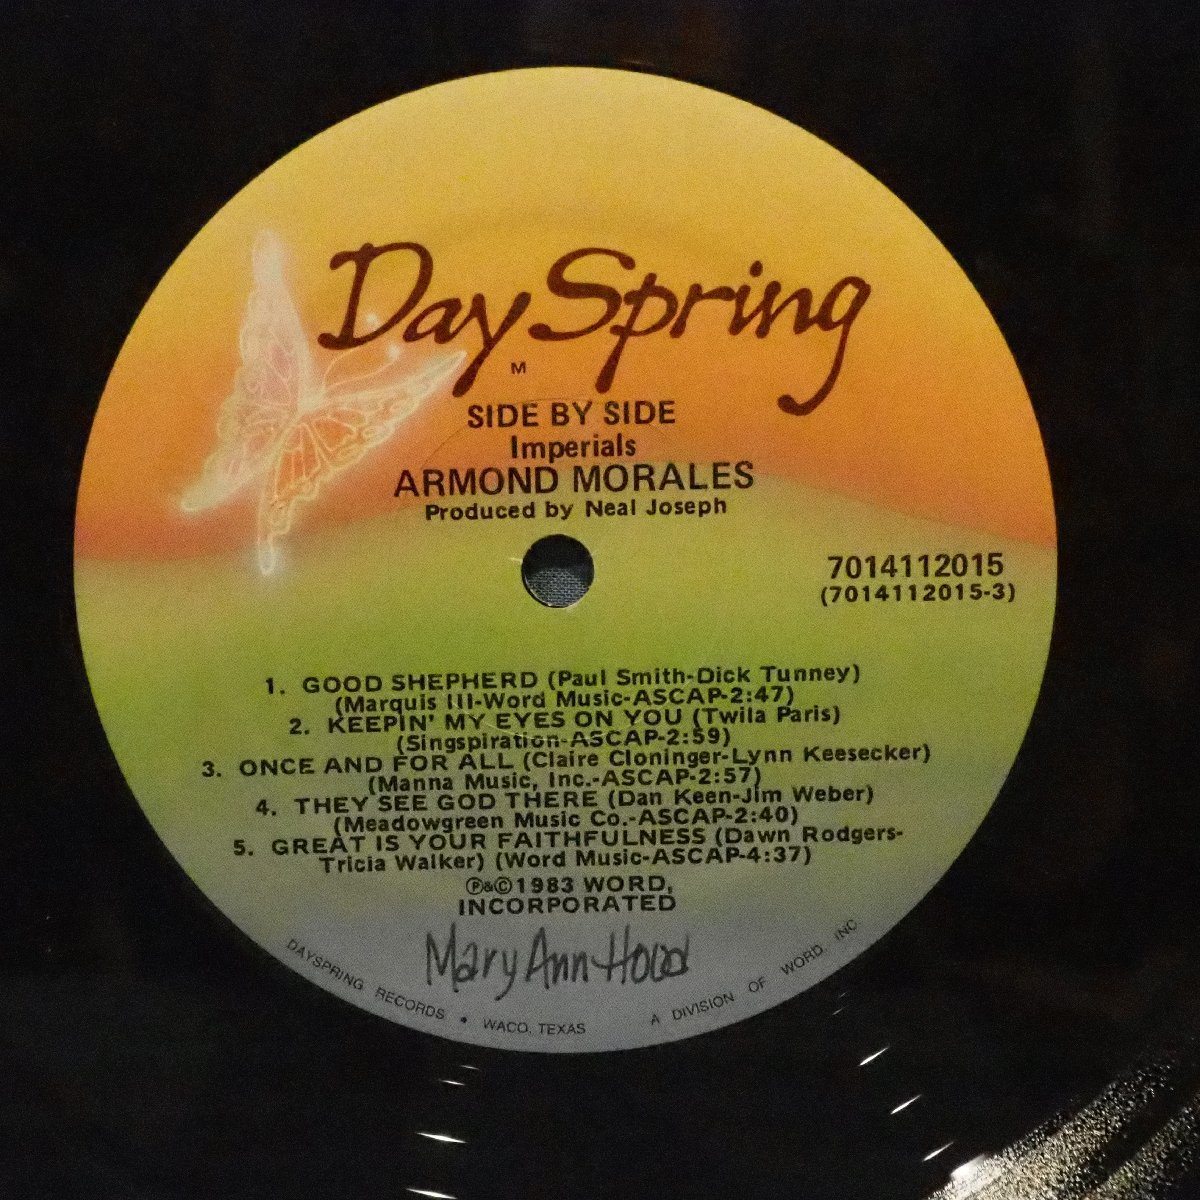 Day Spring
M
SIDE BY SIDE
Imperials
ARMOND MORALES
Produced by Neal Joseph
7014112015
(7014112015-3)
1. GOOD SHEPHERD (Paul Smith-Dick Tunney)
(Marquis III-Word Music-ASCAP-2:47)
2. KEEPIN' MY EYES ON YOU (Twila Paris)
(Singspiration-ASCAP-2:59)
3. ONCE AND FOR ALL (Claire Cloninger-Lynn Keesecker)
(Manna Music, Inc.-ASCAP-2:57)
4. THEY SEE GOD THERE (Dan Keen-Jim Weber)
(Meadowgreen Music Co.-ASCAP-2:40)
5. GREAT IS YOUR FAITHFULNESS (Dawn Rodgers-
Tricia Walker) (Word Music-ASCAP-4:37)
Ⓟ&©1983 WORD,
INCORPORATED
Mary Ann Hood
DAYSPRING RECORDS • WACO, TEXAS A DIVISION OF WORD, INC.